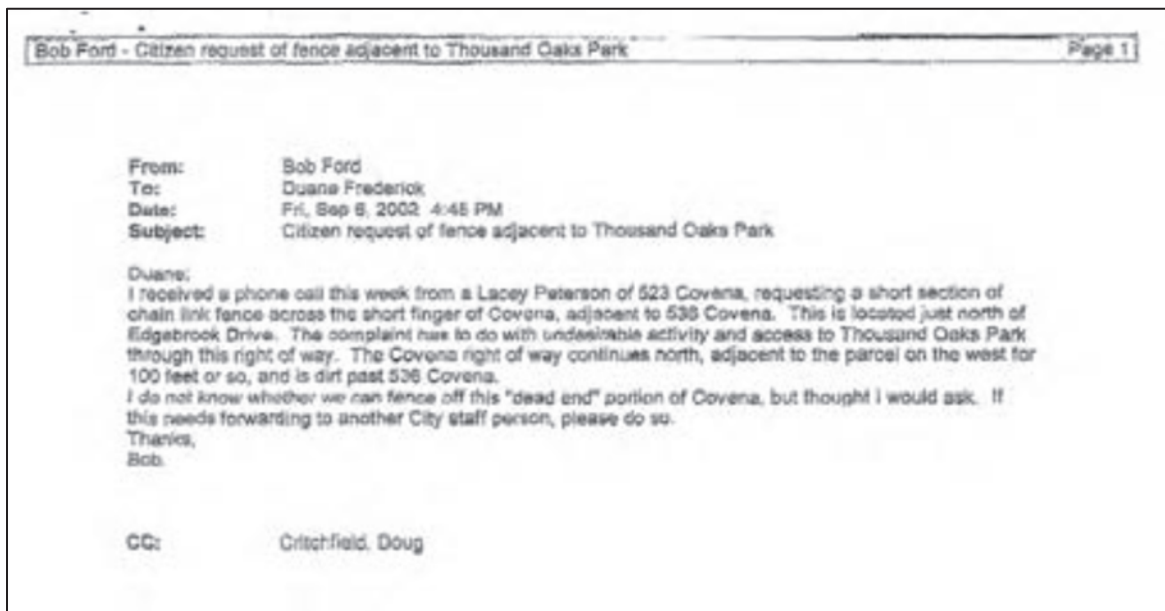 Bob Ford - Citizen request of fence adjacent to Thousand Oaks Park Page 1
From: Bob Ford
To: Duane Frederick
Date: Fri, Sep 6, 2002 4:45 PM
Subject: Citizen request of fence adjacent to Thousand Oaks Park
Duane:
I received a phone call this week from a Lacey Peterson of 523 Covena, requesting a short section of
chain link fence across the short finger of Covena, adjacent to 536 Covena. This is located just north of
Edgebrook Drive. The complaint has to do with undesirable activity and access to Thousand Oaks Park
through this right of way. The Covena right of way continues north, adjacent to the parcel on the west for
100 feet or so, and is dirt past 536 Covena.
I do not know whether we can fence off this "dead end" portion of Covena, but thought I would ask. If
this needs forwarding to another City staff person, please do so.
Thanks,
Bob.
CC: Critchfield, Doug